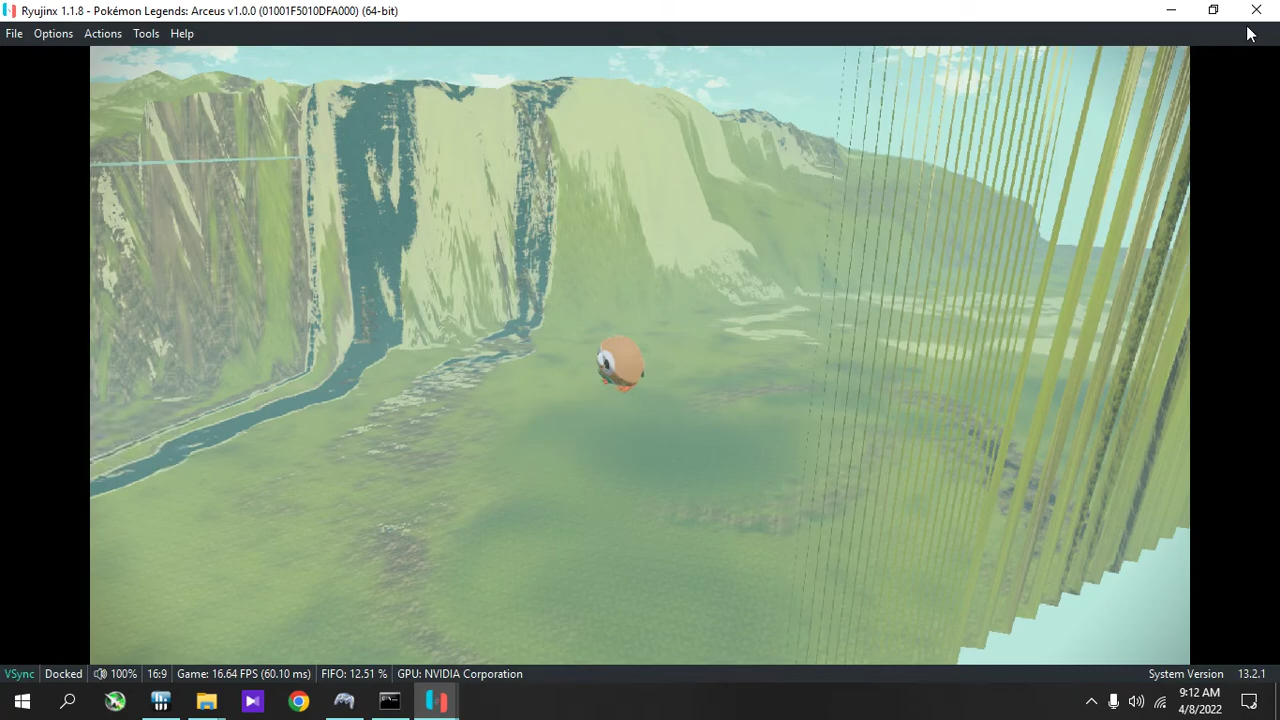 Ryujinx 1.1.8 - Pokémon Legends: Arceus v1.0.0 (01001F5010DFA000) (64-bit)
File Options Actions Tools Help
VSync Docked 100% 16:9 Game: 16.64 FPS (60.10 ms) FIFO: 12.51 % GPU: NVIDIA Corporation System Version 13.2.1
9:12 AM
4/8/2022